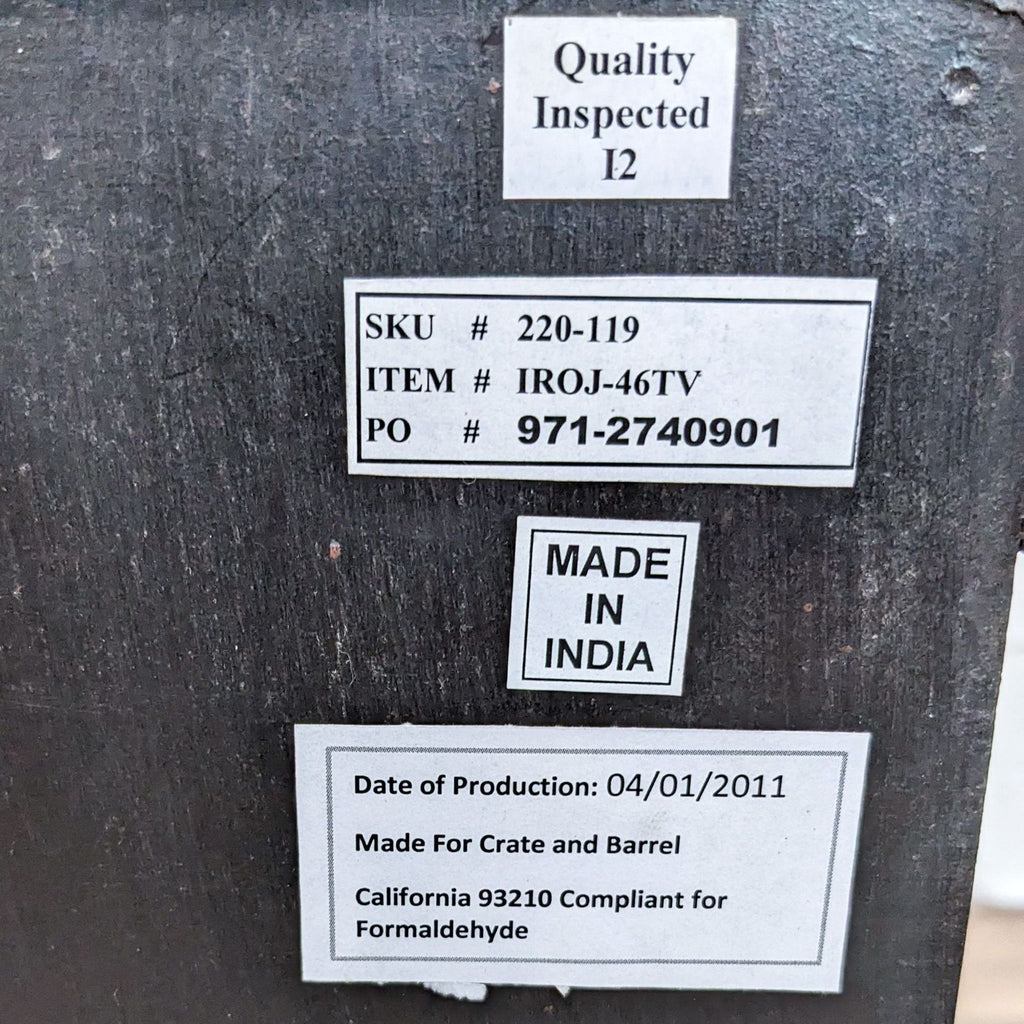 Quality
Inspected
I2
SKU # 220-119
ITEM # IROJ-46TV
PO # 971-2740901
MADE
IN
INDIA
Date of Production: 04/01/2011
Made For Crate and Barrel
California 93210 Compliant for
Formaldehyde